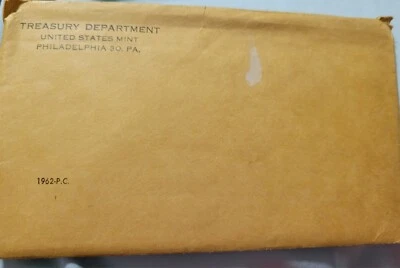 TREASURY DEPARTMENT
UNITED STATES MINT
PHILADELPHIA 30, PA.
1962-P.C.